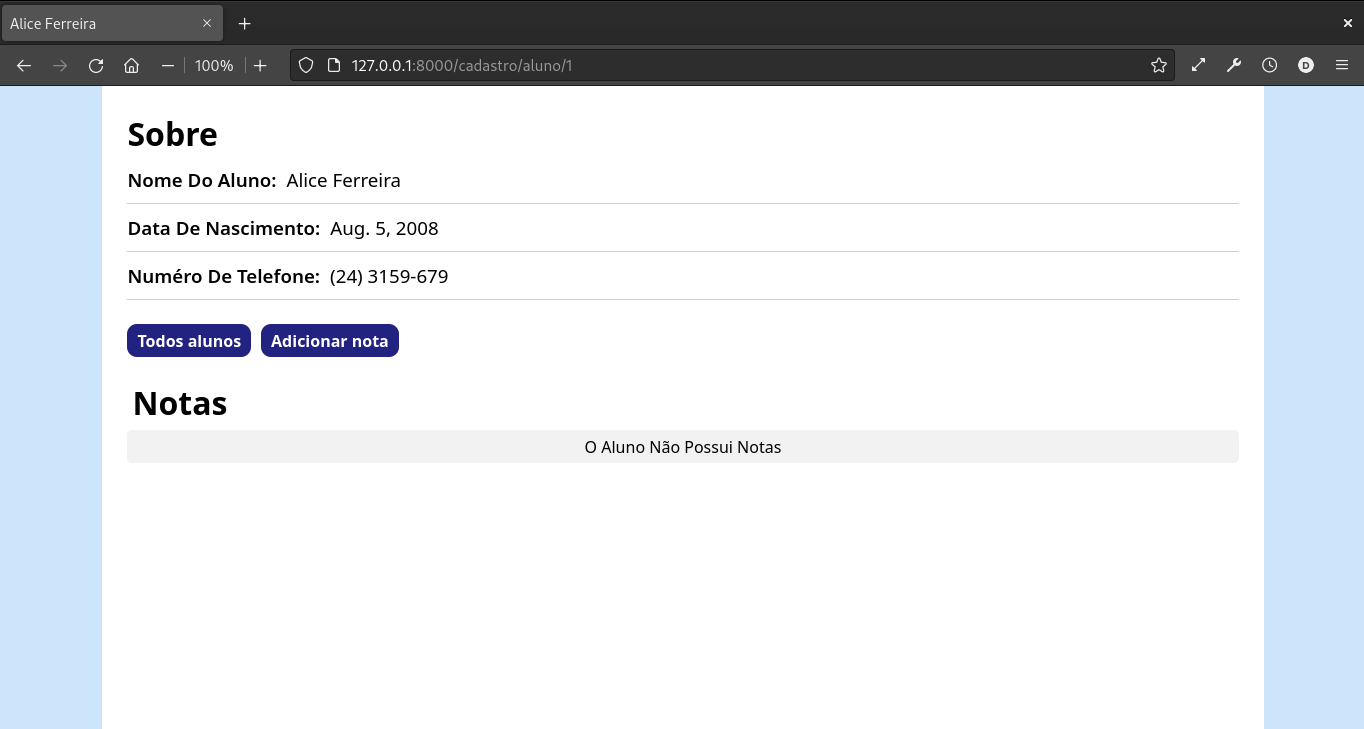 Alice Ferreira
100%
127.0.0.1:8000/cadastro/aluno/1
D
Sobre
Nome Do Aluno: Alice Ferreira
Data De Nascimento: Aug. 5, 2008
Numéro De Telefone: (24) 3159-679
Todos alunos Adicionar nota
Notas
O Aluno Não Possui Notas